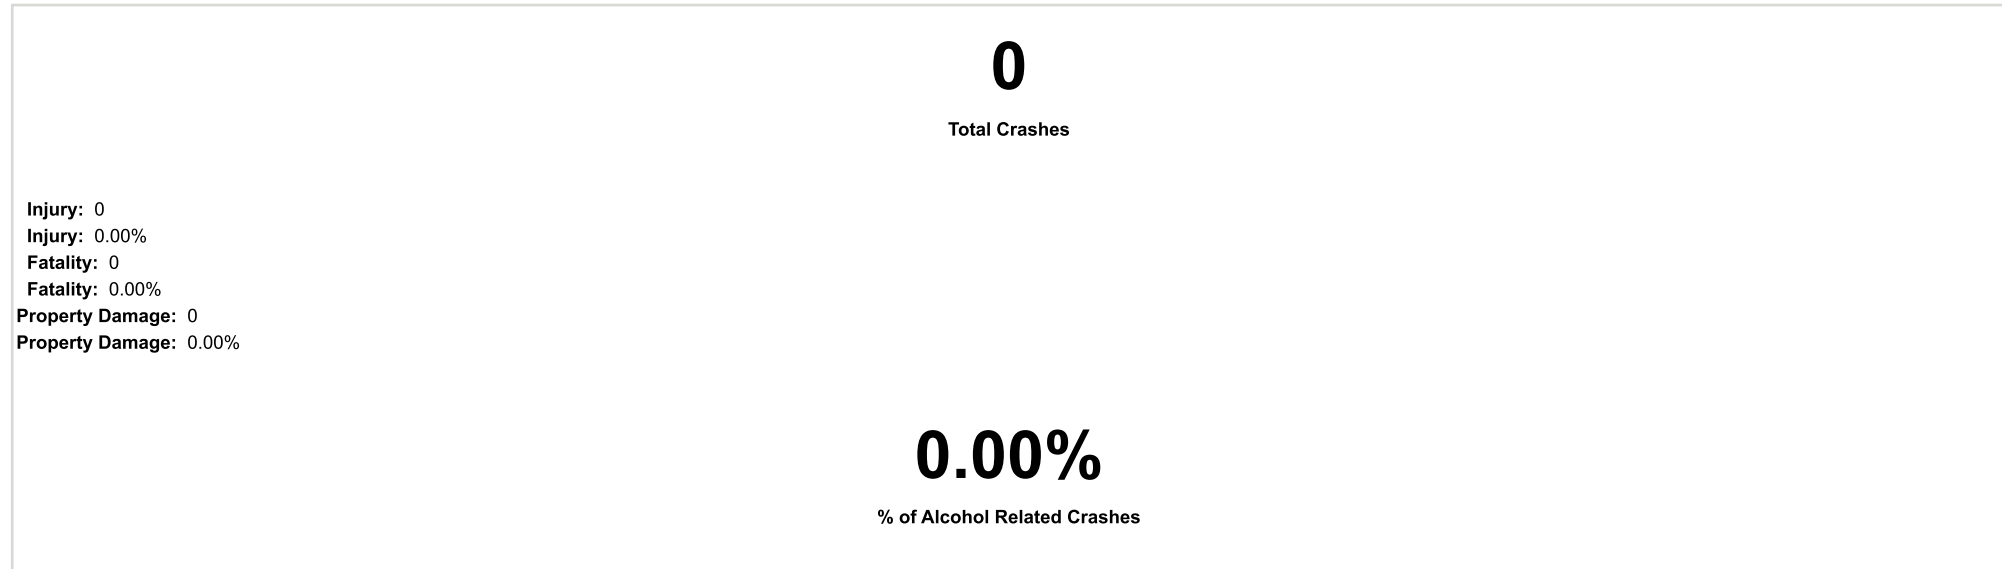 0
Total Crashes
Injury: 0
Injury: 0.00%
Fatality: 0
Fatality: 0.00%
Property Damage: 0
Property Damage: 0.00%
0.00%
% of Alcohol Related Crashes